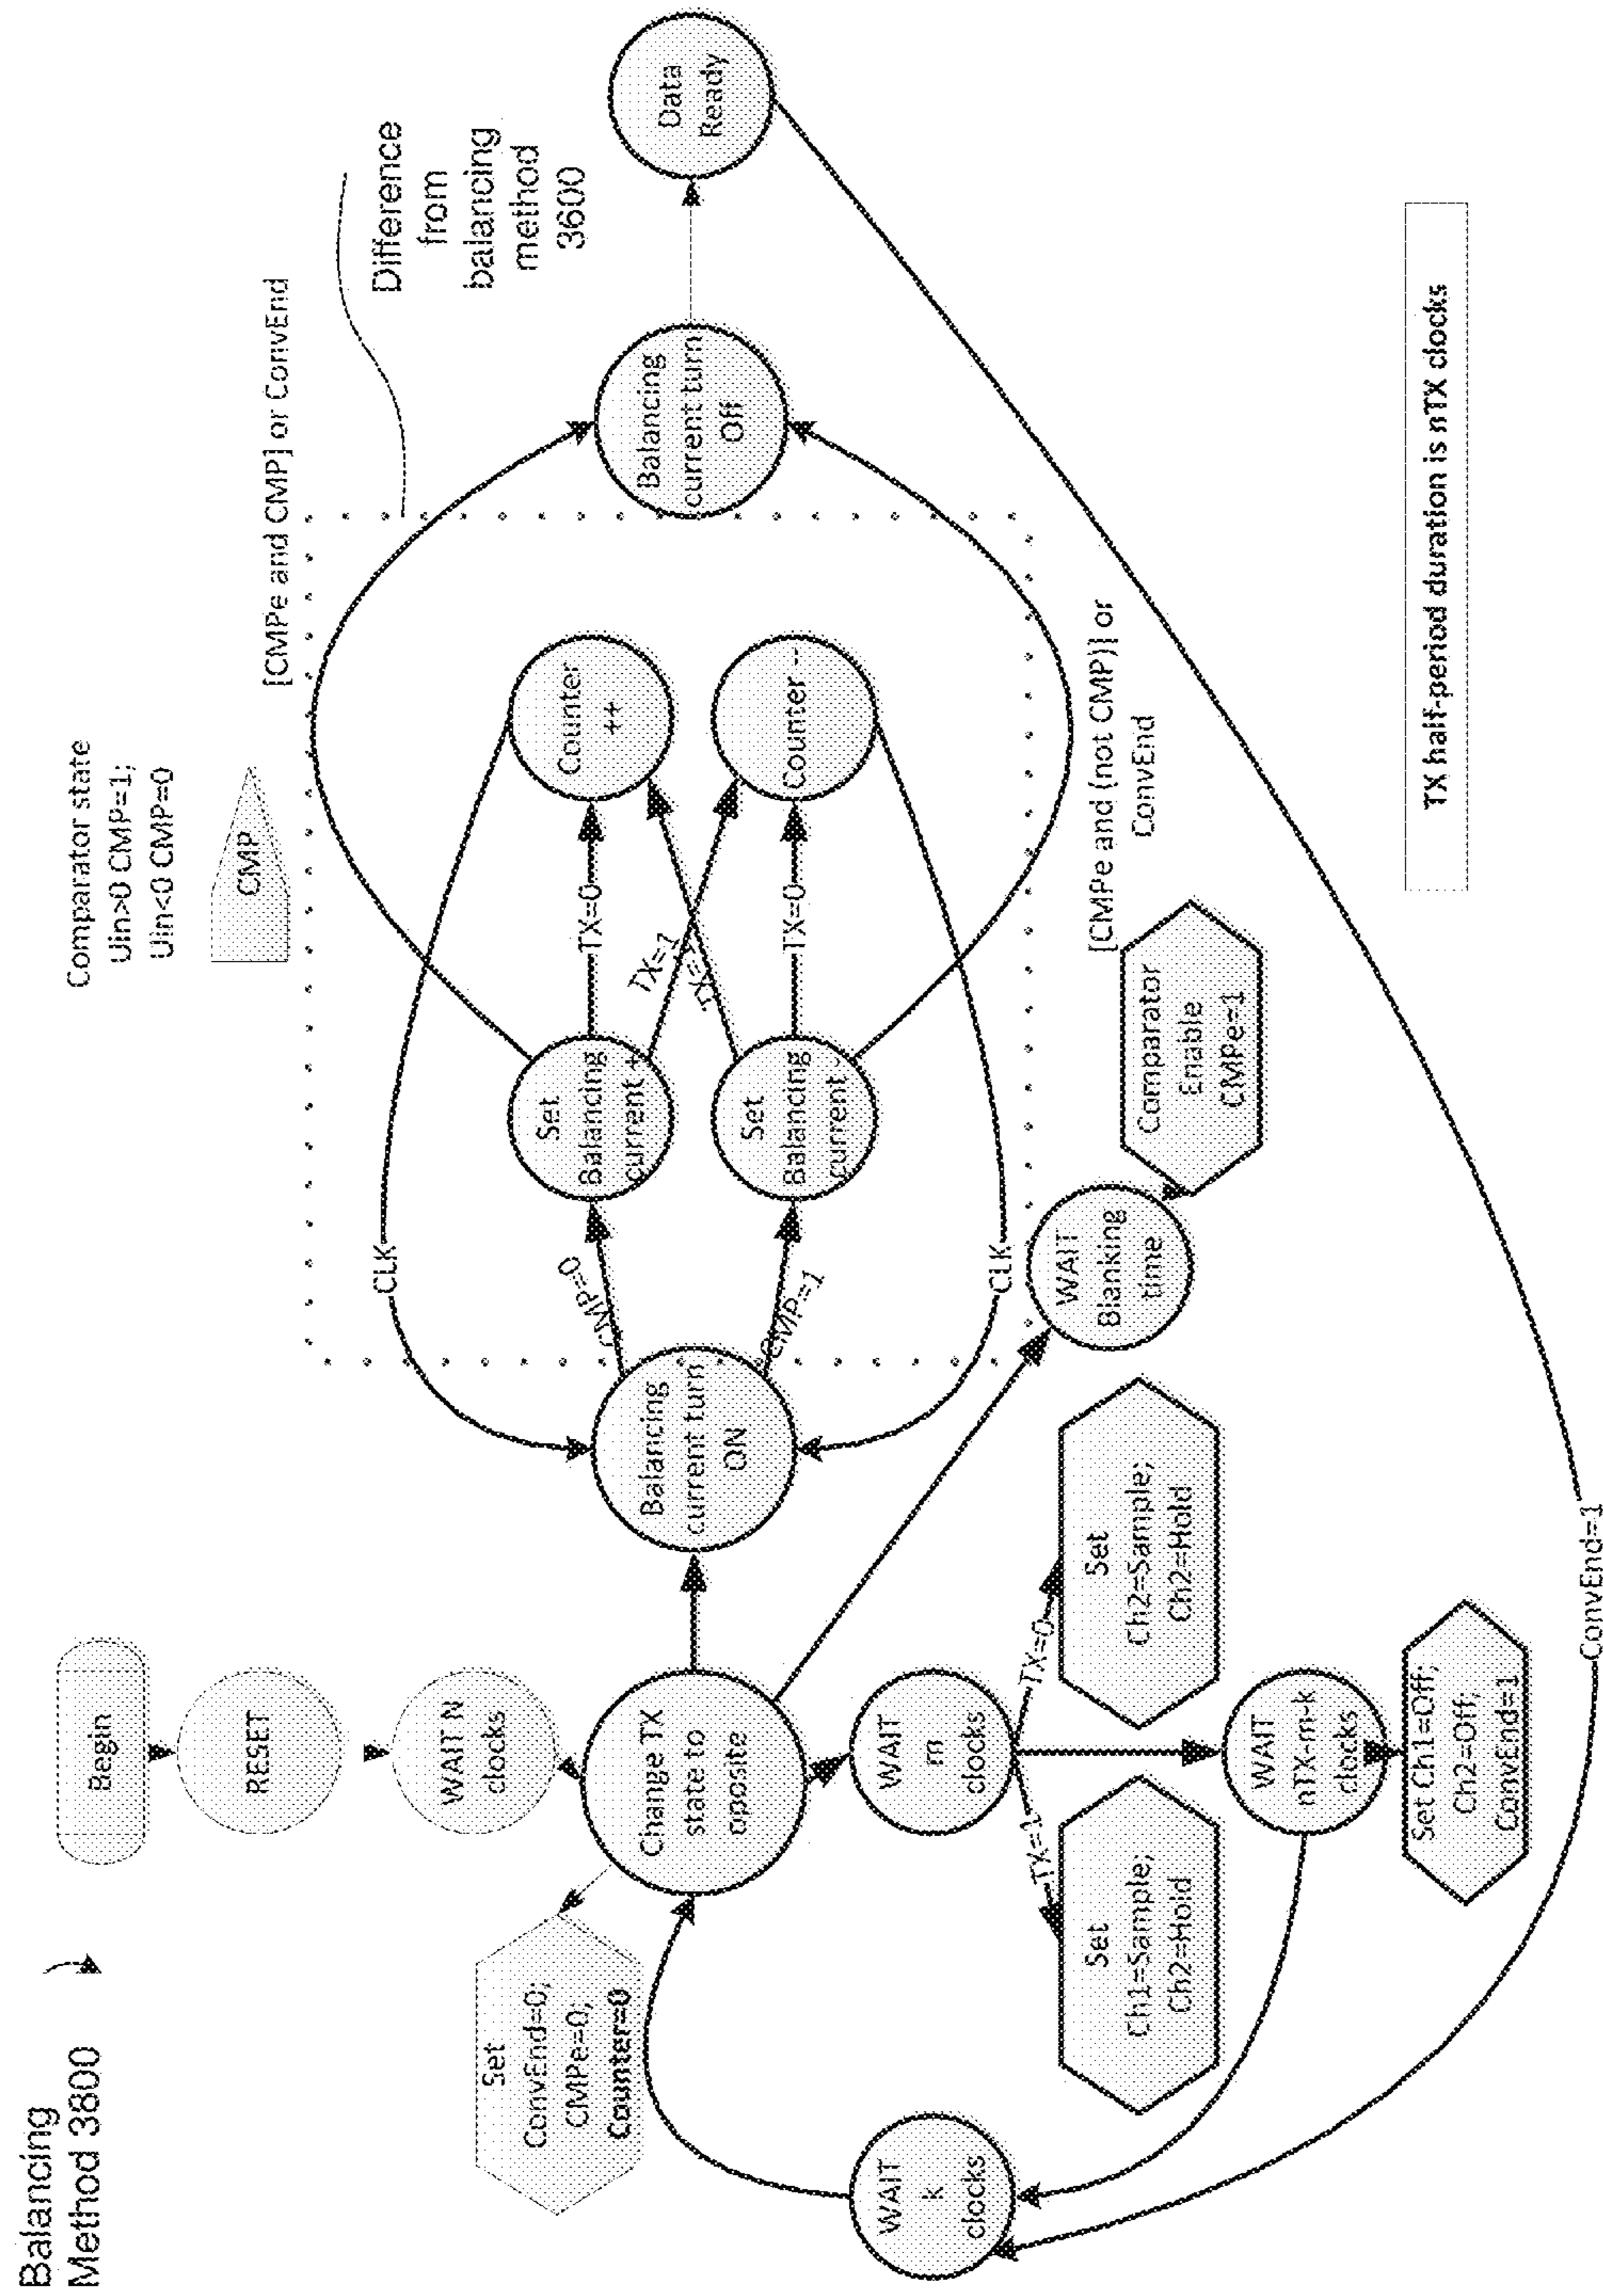 Balancing
Method 3800
Begin
RESET
WAIT N
clocks
Change TX
state to
opposite
Set
ConvEnd=0;
CMPe=0;
Counter=0
WAIT
k
clocks
WAIT
m
clocks
TX=1
TX=0
Set
Ch1=Sample;
Ch2=Hold
Set
Ch2=Sample;
Ch2=Hold
WAIT
nTX-m-k
clocks
Set Ch1=Off;
Ch2=Off;
ConvEnd=1
ConvEnd=1
Balancing
current turn
ON
CLK
CLK
CMP=0
CMP=1
WAIT
Blanking
time
Comparator
Enable
CMPe=1
Set
Balancing
current +
Set
Balancing
current -
TX=0
TX=1
TX=0
Counter
++
Counter --
Comparator state
Uin>0 CMP=1;
Uin<0 CMP=0
CMP
[CMPe and CMP] or ConvEnd
[CMPe and (not CMP)] or
ConvEnd
Difference
from
balancing
method
3600
Balancing
current turn
Off
Data
Ready
TX half-period duration is nTX clocks